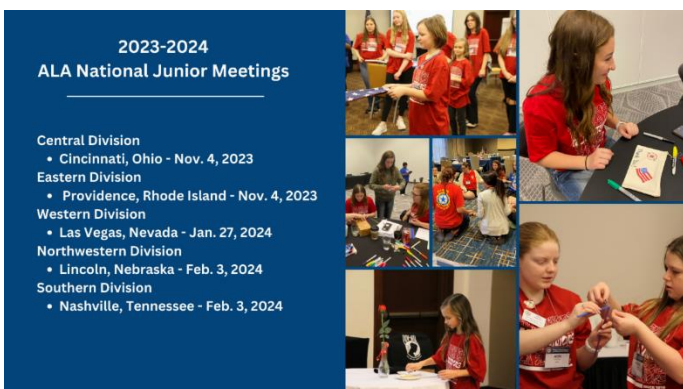 2023-2024
ALA National Junior Meetings
Central Division
• Cincinnati, Ohio - Nov. 4, 2023
Eastern Division
• Providence, Rhode Island - Nov. 4, 2023
Western Division
• Las Vegas, Nevada - Jan. 27, 2024
Northwestern Division
• Lincoln, Nebraska - Feb. 3, 2024
Southern Division
• Nashville, Tennessee - Feb. 3, 2024